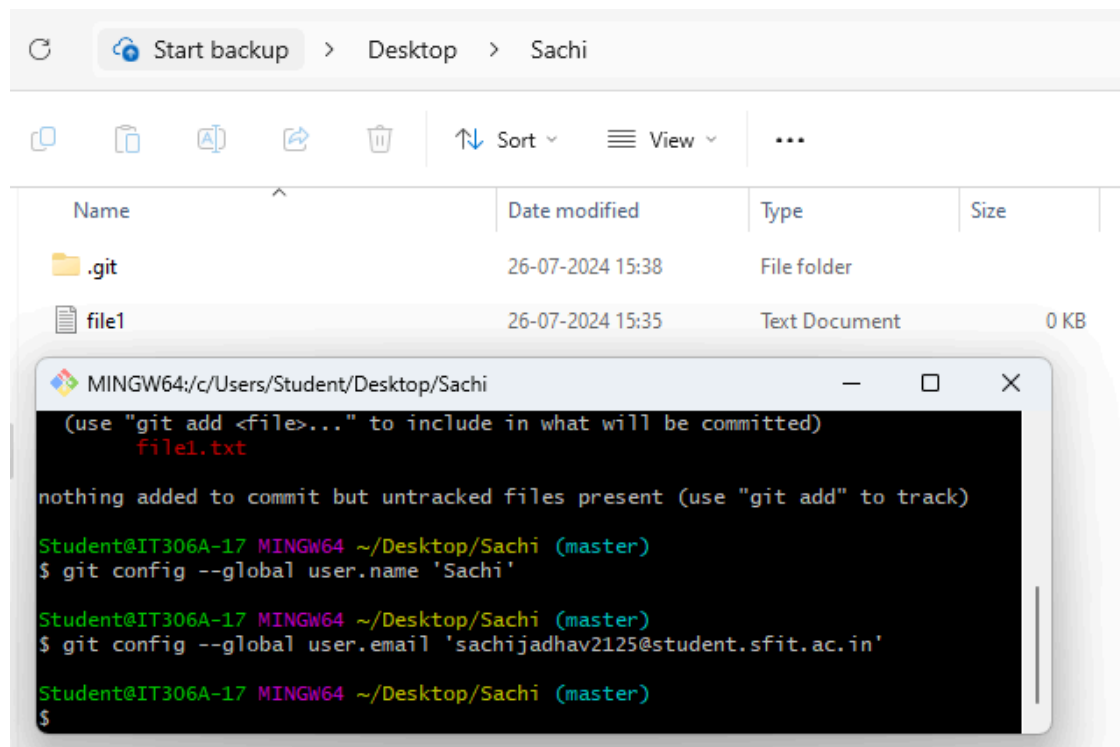 Start backup > Desktop > Sachi
Sort View ...
Name Date modified Type Size
.git 26-07-2024 15:38 File folder
file1 26-07-2024 15:35 Text Document 0 KB
MINGW64:/c/Users/Student/Desktop/Sachi
(use "git add <file>..." to include in what will be committed)
file1.txt
nothing added to commit but untracked files present (use "git add" to track)
Student@IT306A-17 MINGW64 ~/Desktop/Sachi (master)
$ git config --global user.name 'Sachi'
Student@IT306A-17 MINGW64 ~/Desktop/Sachi (master)
$ git config --global user.email 'sachijadhav2125@student.sfit.ac.in'
Student@IT306A-17 MINGW64 ~/Desktop/Sachi (master)
$